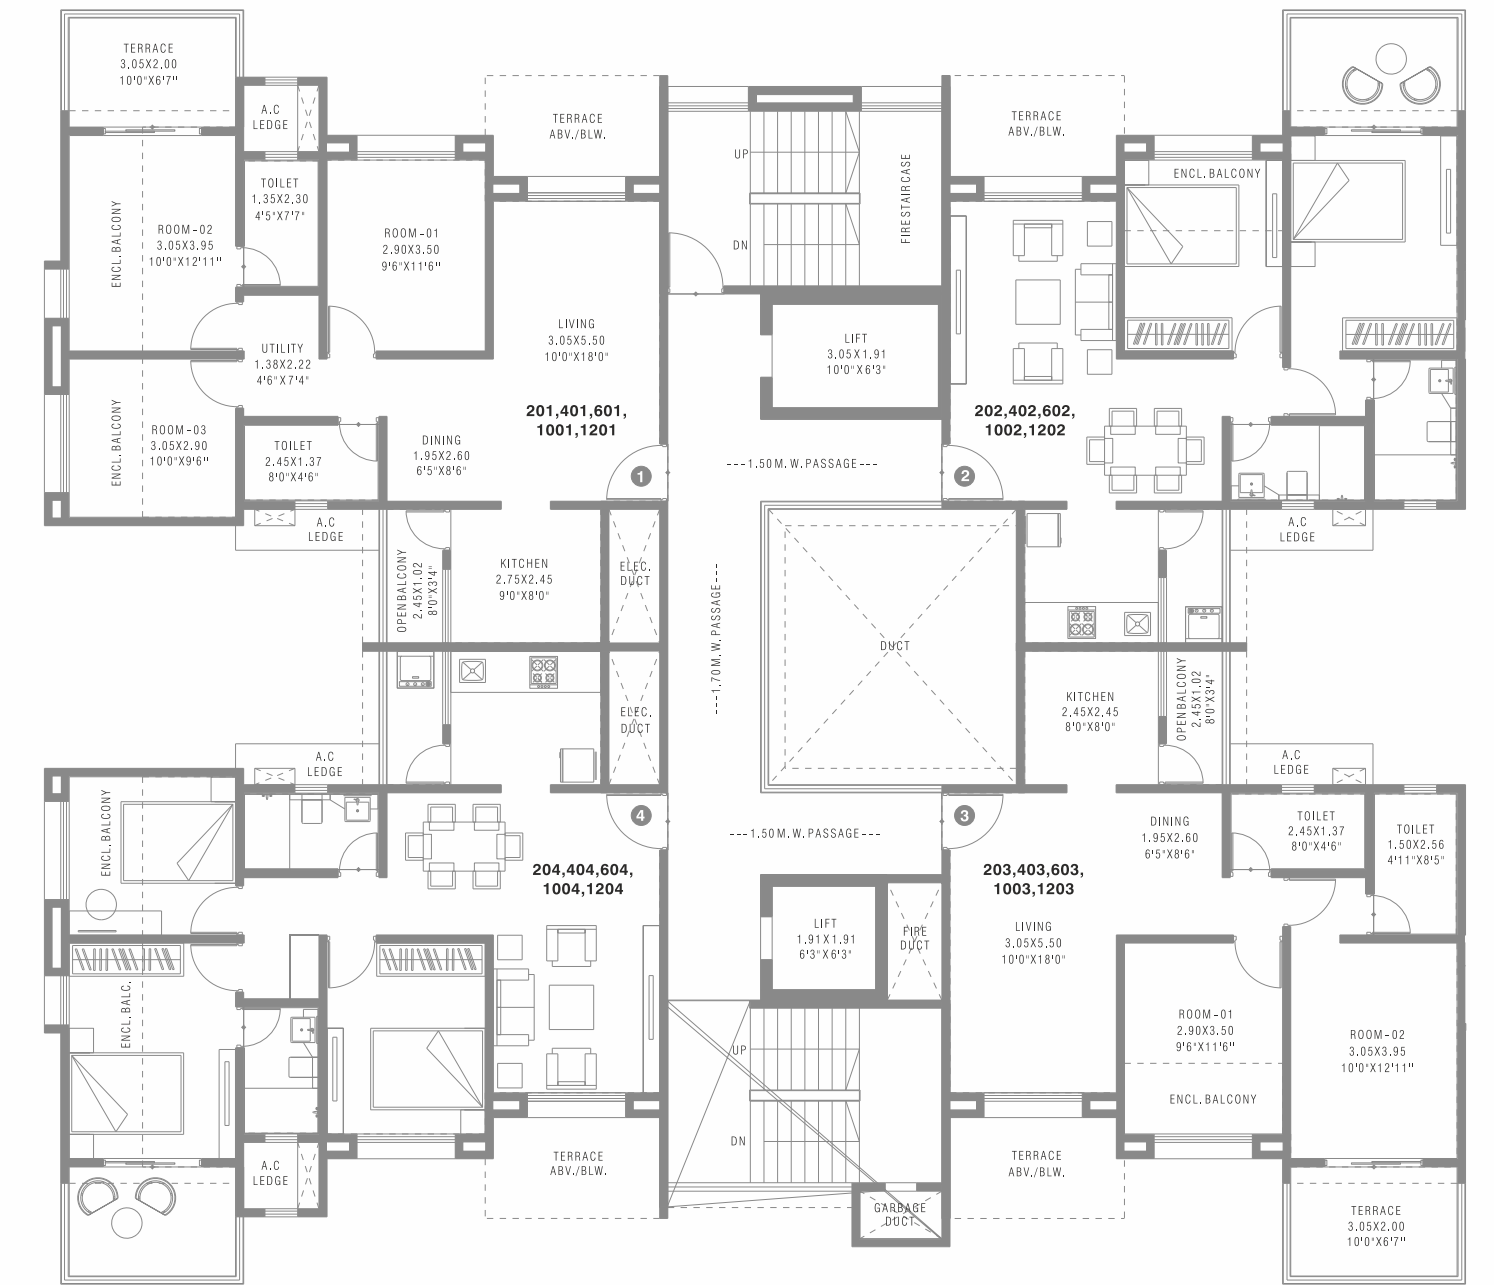 TERRACE
3.05X2.00
10'0"X6'7"
A.C
LEDGE
TERRACE
ABV./BLW.
UP
DN
FIRESTAIRCASE
TERRACE
ABV./BLW.
ENCL.BALCONY
TOILET
1.35X2.30
4'5"X7'7"
ENCL.BALCONY
ROOM-02
3.05X3.95
10'0"X12'11"
ROOM-01
2.90X3.50
9'6"X11'6"
LIVING
3.05X5.50
10'0"X18'0"
LIFT
3.05X1.91
10'0"X6'3"
UTILITY
1.38X2.22
4'6"X7'4"
201,401,601,
1001,1201
202,402,602,
1002,1202
ENCL.BALCONY
ROOM-03
3.05X2.90
10'0"X9'6"
TOILET
2.45X1.37
8'0"X4'6"
DINING
1.95X2.60
6'5"X8'6"
1
---1.50M.W.PASSAGE---
2
A.C
LEDGE
A.C
LEDGE
OPENBALCONY
2.45X1.02
8'0"X3'4"
KITCHEN
2.75X2.45
9'0"X8'0"
ELEC.
DUCT
---1.70M.W.PASSAGE---
DUCT
ELEC.
DUCT
KITCHEN
2.45X2.45
8'0"X8'0"
OPENBALCONY
2.45X1.02
8'0"X3'4"
A.C
LEDGE
A.C
LEDGE
ENCL.BALCONY
4
---1.50M.W.PASSAGE---
3
DINING
1.95X2.60
6'5"X8'6"
TOILET
2.45X1.37
8'0"X4'6"
TOILET
1.50X2.56
4'11"X8'5"
204,404,604,
1004,1204
203,403,603,
1003,1203
LIFT
1.91X1.91
6'3"X6'3"
FIRE
DUCT
LIVING
3.05X5.50
10'0"X18'0"
ENCL.BALC.
UP
DN
ROOM-01
2.90X3.50
9'6"X11'6"
ENCL.BALCONY
ROOM-02
3.05X3.95
10'0"X12'11"
A.C
LEDGE
TERRACE
ABV./BLW.
TERRACE
ABV./BLW.
GARBAGE
DUCT
TERRACE
3.05X2.00
10'0"X6'7"